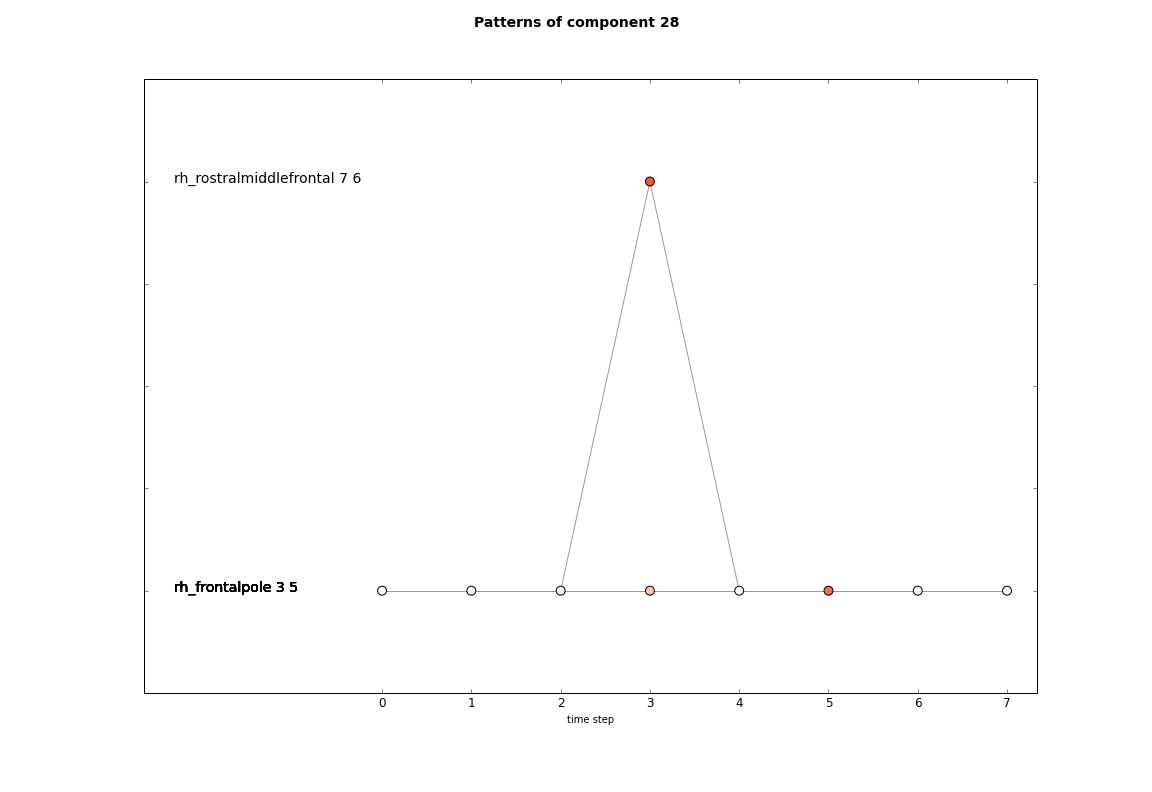 Patterns of component 28
rh_rostralmiddlefrontal 7 6
rh_frontalpole 3 5
0 1 2 3 4 5 6 7
time step